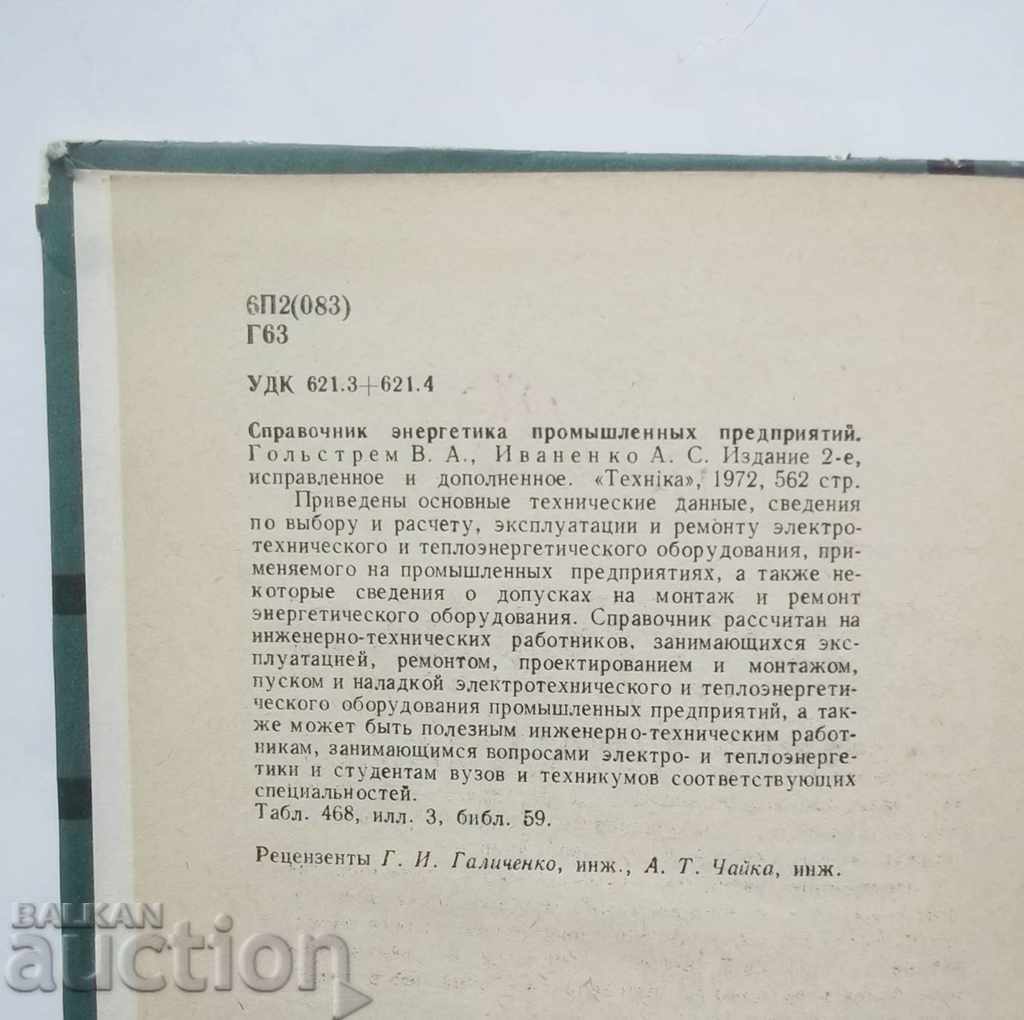 6П2(083)
Г63
УДК 621.3+621.4
Справочник энергетика промышленных предприятий.
Гольстрем В. А., Иваненко А. С. Издание 2-е,
исправленное и дополненное. «Техніка», 1972, 562 стр.
Приведены основные технические данные, сведения
по выбору и расчету, эксплуатации и ремонту электро-
технического и теплоэнергетического оборудования, при-
меняемого на промышленных предприятиях, а также не-
которые сведения о допусках на монтаж и ремонт
энергетического оборудования. Справочник рассчитан на
инженерно-технических работников, занимающихся экс-
плуатацией, ремонтом, проектированием и монтажом,
пуском и наладкой электротехнического и теплоэнергети-
ческого оборудования промышленных предприятий, а так-
же может быть полезным инженерно-техническим работ-
никам, занимающимся вопросами электро- и теплоэнерге-
тики и студентам вузов и техникумов соответствующих
специальностей.
Табл. 468, илл. 3, библ. 59.
Рецензенты Г. И. Галиченко, инж., А. Т. Чайка, инж.
BALKAN
auction